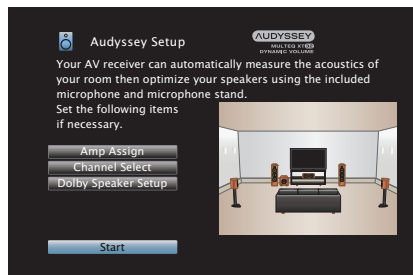 Audyssey Setup
AUDYSSEY
MULTEQ XT32
DYNAMIC VOLUME
Your AV receiver can automatically measure the acoustics of
your room then optimize your speakers using the included
microphone and microphone stand.
Set the following items
if necessary.
Amp Assign
Channel Select
Dolby Speaker Setup
Start